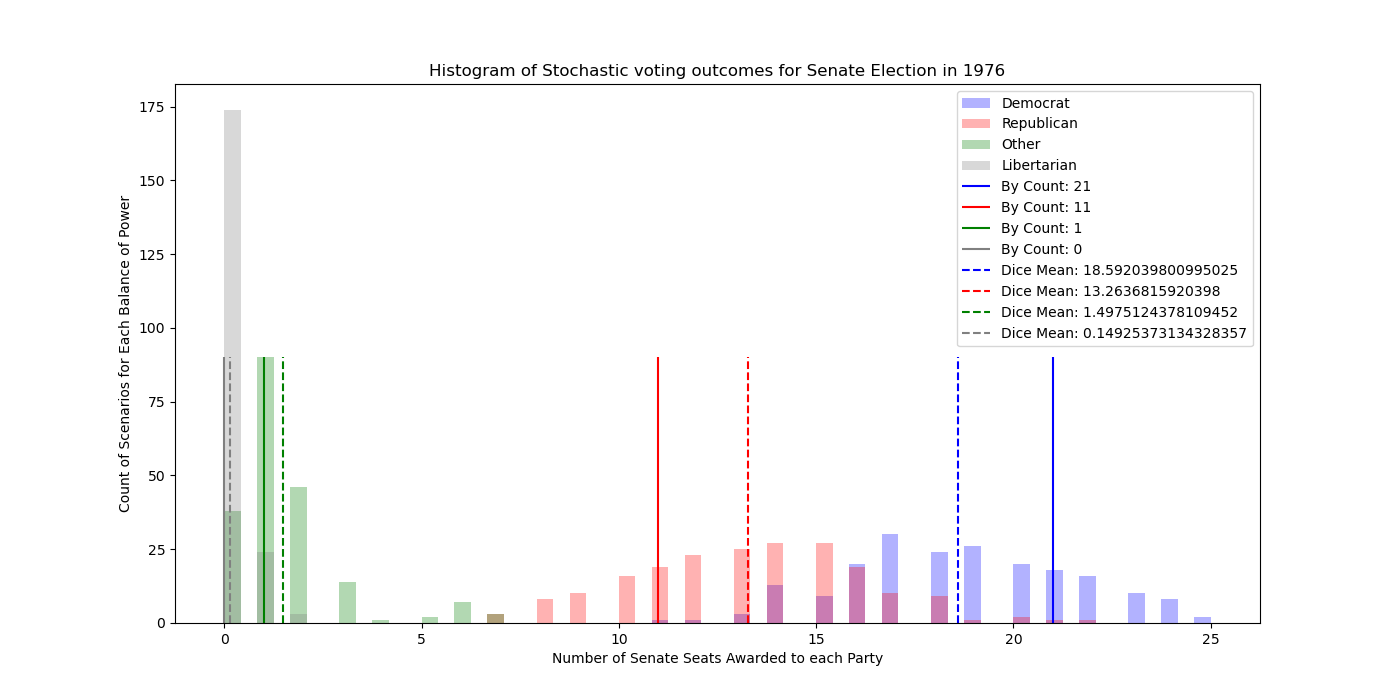 Histogram of Stochastic voting outcomes for Senate Election in 1976
Democrat
Republican
Other
Libertarian
By Count: 21
By Count: 11
By Count: 1
By Count: 0
Dice Mean: 18.592039800995025
Dice Mean: 13.2636815920398
Dice Mean: 1.4975124378109452
Dice Mean: 0.14925373134328357
Count of Scenarios for Each Balance of Power
175
150
125
100
75
50
25
0
0 5 10 15 20 25
Number of Senate Seats Awarded to each Party